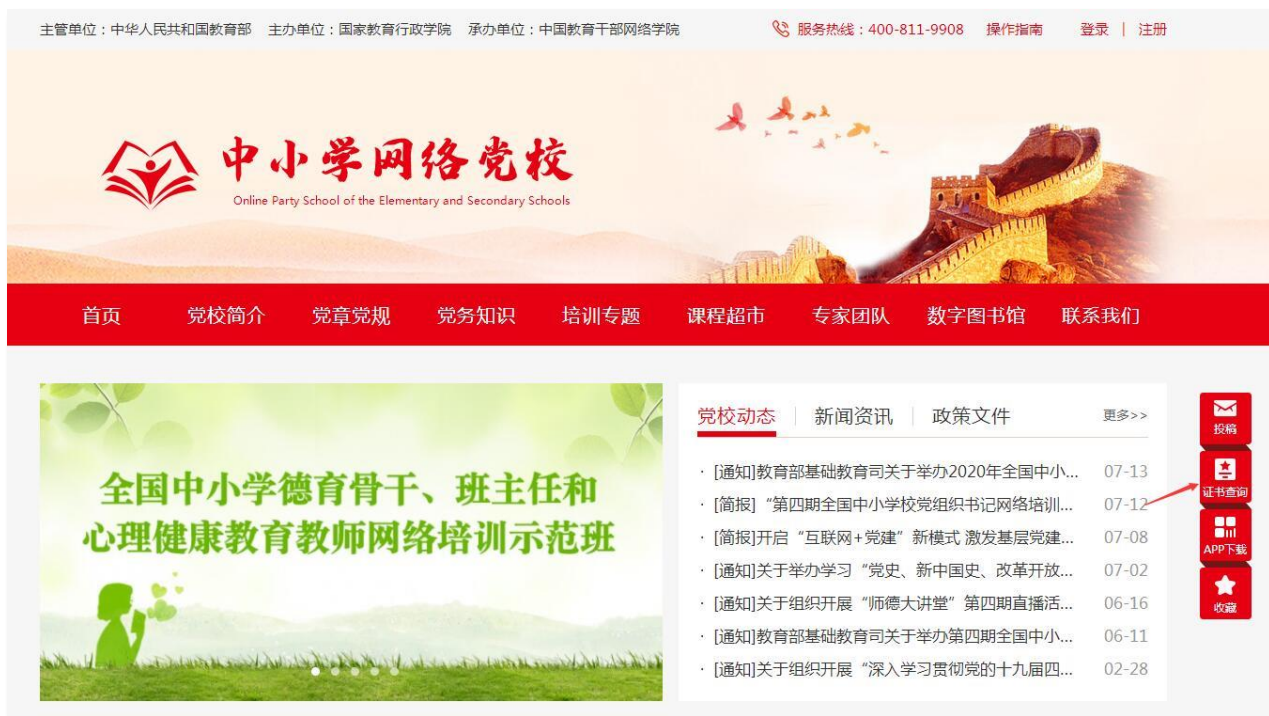 主管单位：中华人民共和国教育部 主办单位：国家教育行政学院 承办单位：中国教育干部网络学院 服务热线：400-811-9908 操作指南 登录 | 注册
中小学网络党校
Online Party School of the Elementary and Secondary Schools
首页 党校简介 党章党规 党务知识 培训专题 课程超市 专家团队 数字图书馆 联系我们
全国中小学德育骨干、班主任和
心理健康教育教师网络培训示范班
党校动态 新闻资讯 政策文件 更多>>
· [通知]教育部基础教育司关于举办2020年全国中小... 07-13
· [简报]“第四期全国中小学校党组织书记网络培训... 07-12
· [简报]开启“互联网+党建”新模式 激发基层党建... 07-08
· [通知]关于举办学习“党史、新中国史、改革开放... 07-02
· [通知]关于组织开展“师德大讲堂”第四期直播活... 06-16
· [通知]教育部基础教育司关于举办第四期全国中小... 06-11
· [通知]关于组织开展“深入学习贯彻党的十九届四... 02-28
投稿
证书查询
APP下载
收藏